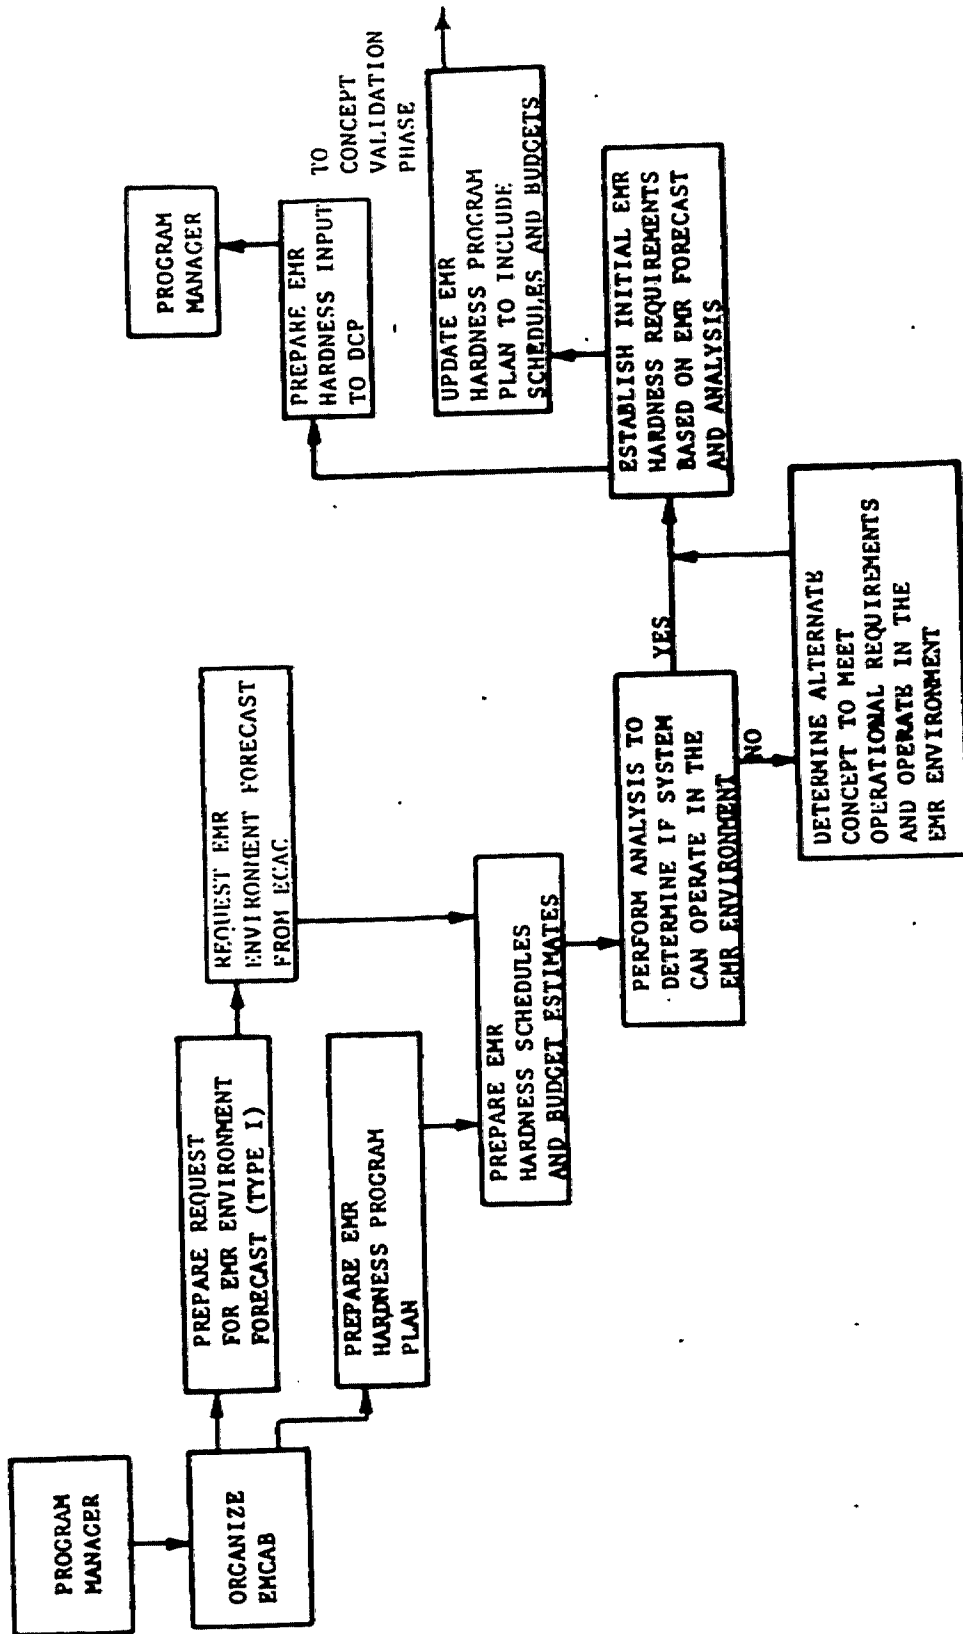 PROGRAM
MANAGER
ORGANIZE
EMCAB
PREPARE REQUEST
FOR EMR ENVIRONMENT
FORECAST (TYPE I)
REQUEST EMR
ENVIRONMENT FORECAST
FROM ECAC
PREPARE EMR
HARDNESS PROGRAM
PLAN
PREPARE EMR
HARDNESS SCHEDULES
AND BUDGET ESTIMATES
PERFORM ANALYSIS TO
DETERMINE IF SYSTEM
CAN OPERATE IN THE
EMR ENVIRONMENT
YES
NO
DETERMINE ALTERNATE
CONCEPT TO MEET
OPERATIONAL REQUIREMENTS
AND OPERATE IN THE
EMR ENVIRONMENT
ESTABLISH INITIAL EMR
HARDNESS REQUIREMENTS
BASED ON EMR FORECAST
AND ANALYSIS
PREPARE EMR
HARDNESS INPUT
TO DCP
PROGRAM
MANAGER
UPDATE EMR
HARDNESS PROGRAM
PLAN TO INCLUDE
SCHEDULES AND BUDGETS
TO
CONCEPT
VALIDATION
PHASE